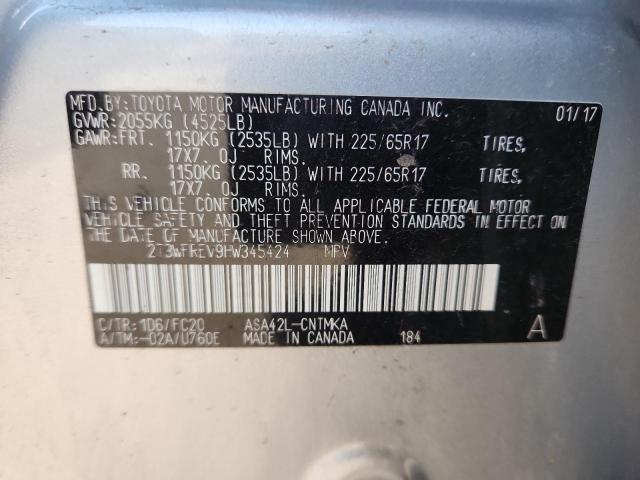 MFD.BY:TOYOTA MOTOR MANUFACTURING CANADA INC. 01/17
GVWR:2055KG (4525LB)
GAWR:FRT. 1150KG (2535LB) WITH 225/65R17 TIRES,
17X7.0J RIMS.
RR. 1150KG (2535LB) WITH 225/65R17 TIRES,
17X7.0J RIMS.
THIS VEHICLE CONFORMS TO ALL APPLICABLE FEDERAL MOTOR
VEHICLE SAFETY AND THEFT PREVENTION STANDARDS IN EFFECT ON
THE DATE OF MANUFACTURE SHOWN ABOVE.
2T3WFREV9HW345424 MPV
C/TR:1D6/FC20 ASA42L-CNTMKA
A/TM:-02A/U760E MADE IN CANADA 184 A